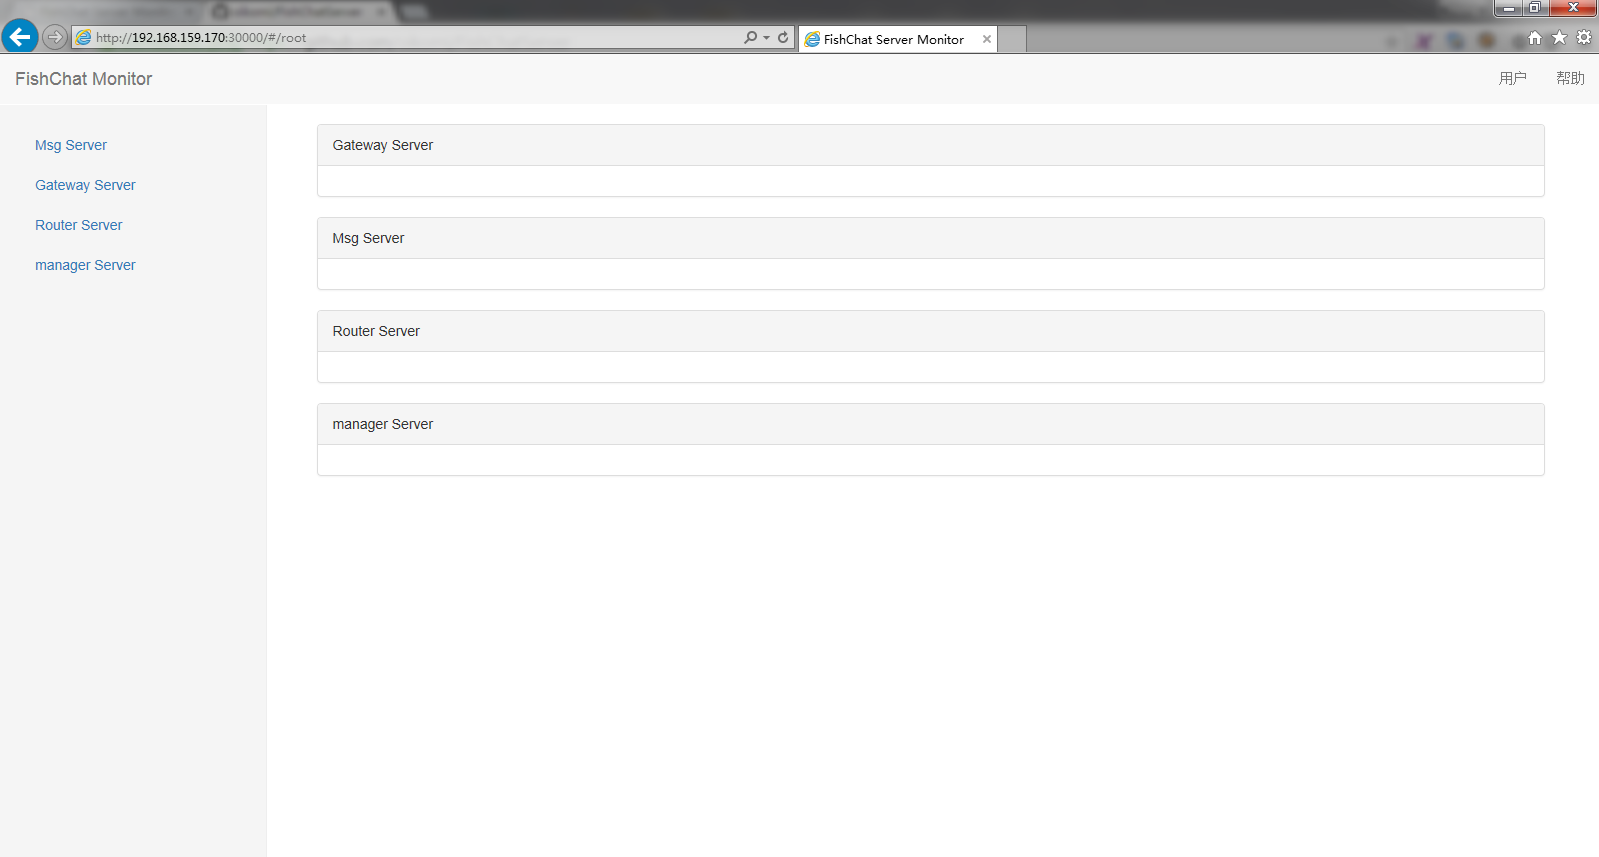 http://192.168.159.170:30000/#/root
FishChat Server Monitor
FishChat Monitor
用户
帮助
Msg Server
Gateway Server
Router Server
manager Server
Gateway Server
Msg Server
Router Server
manager Server